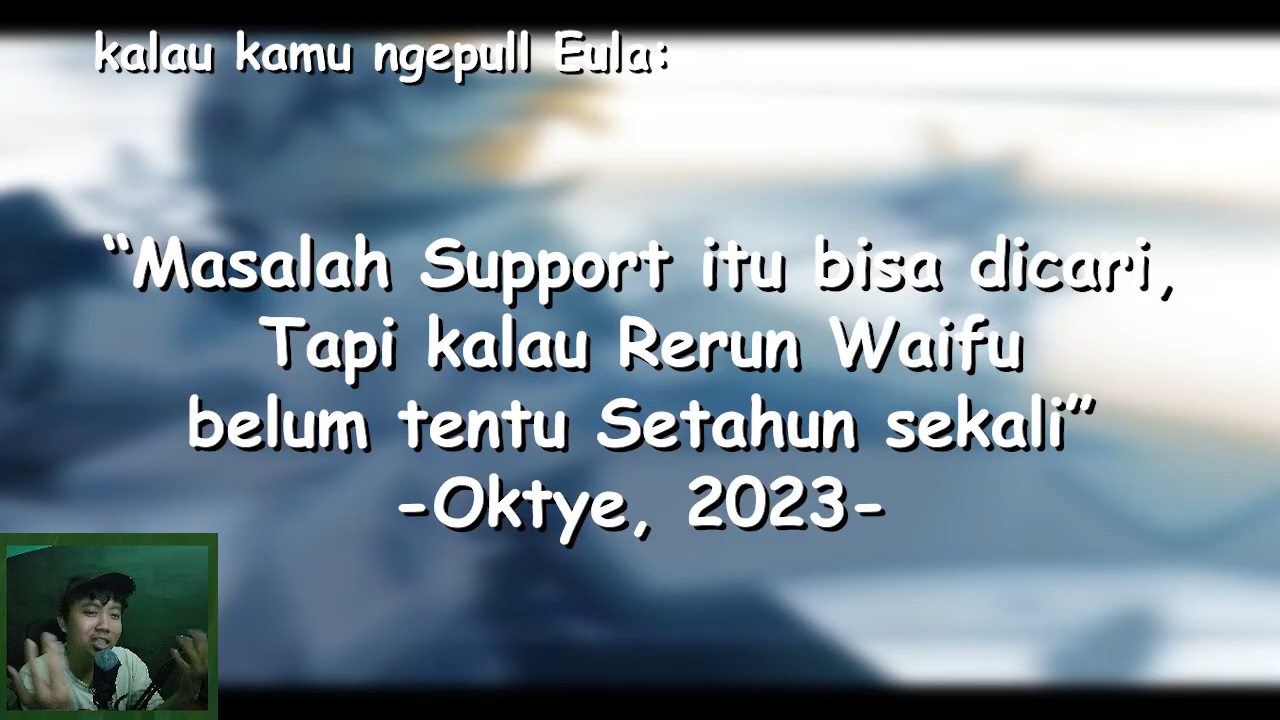 kalau kamu ngepull Eula:
“Masalah Support itu bisa dicari,
Tapi kalau Rerun Waifu
belum tentu Setahun sekali”
-Oktye, 2023-